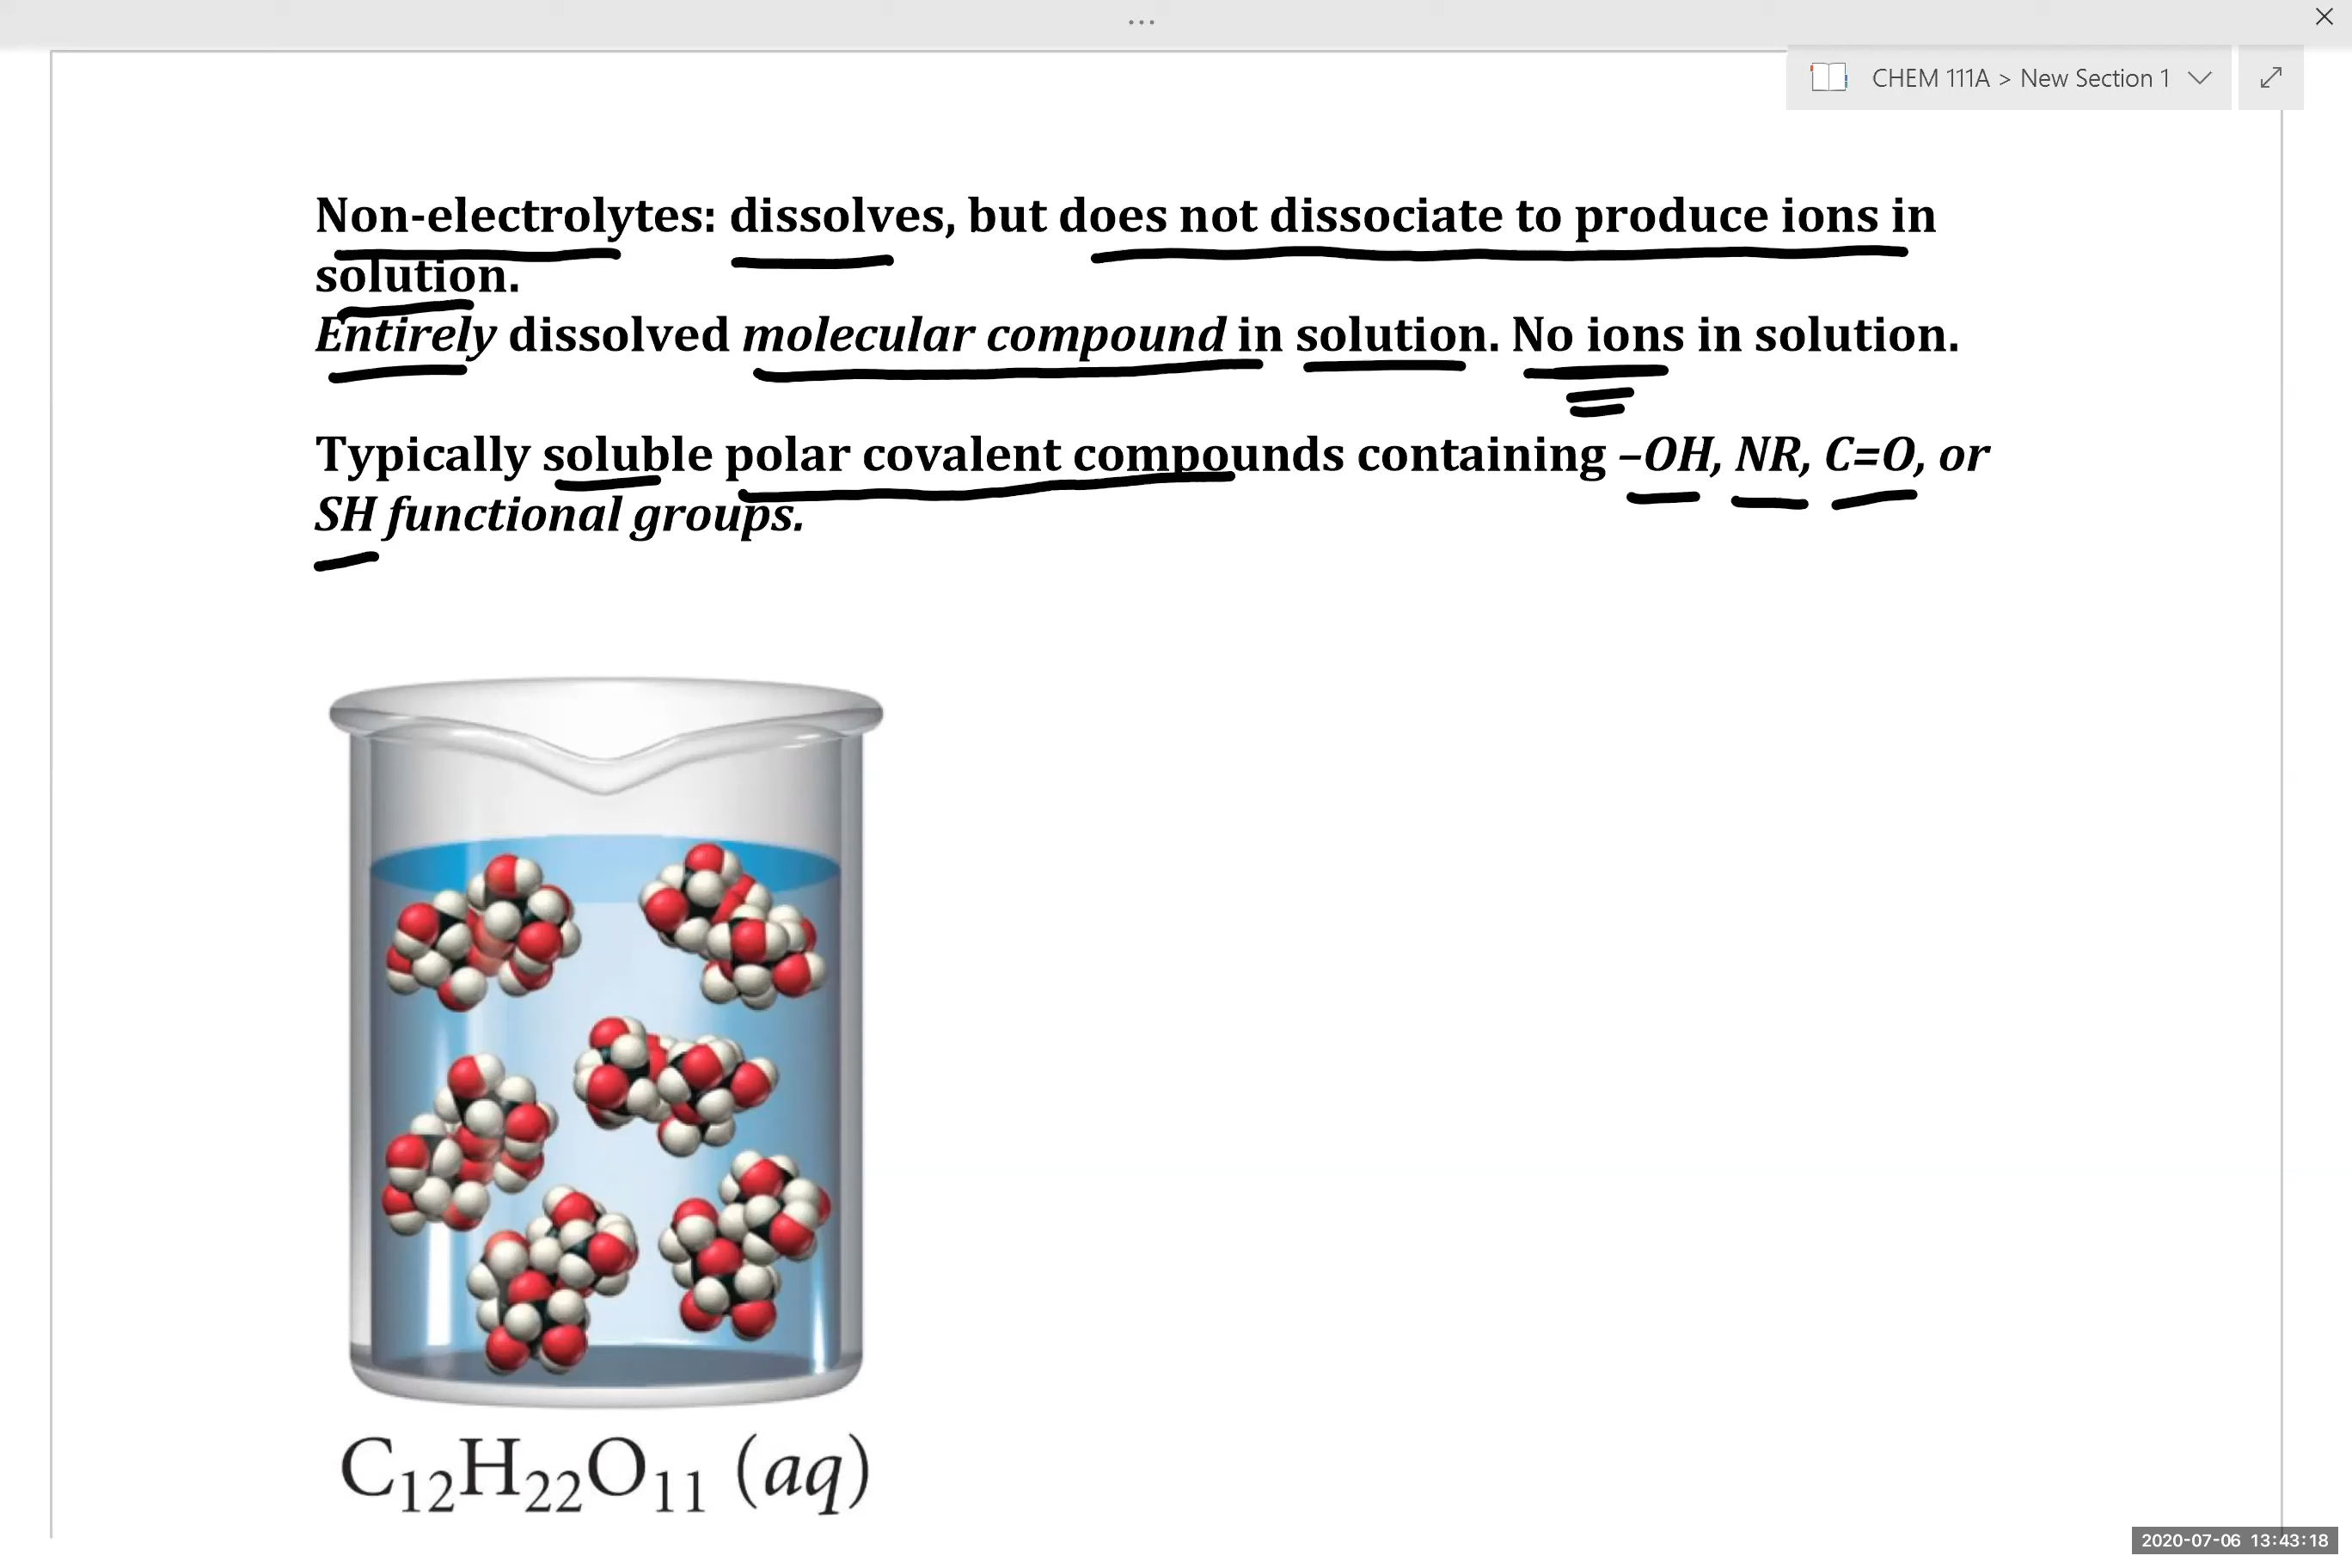 ...
CHEM 111A > New Section 1
Non-electrolytes: dissolves, but does not dissociate to produce ions in
solution.
Entirely dissolved molecular compound in solution. No ions in solution.
Typically soluble polar covalent compounds containing –OH, NR, C=O, or
SH functional groups.
C₁₂H₂₂O₁₁ (aq)
2020-07-06 13:43:18